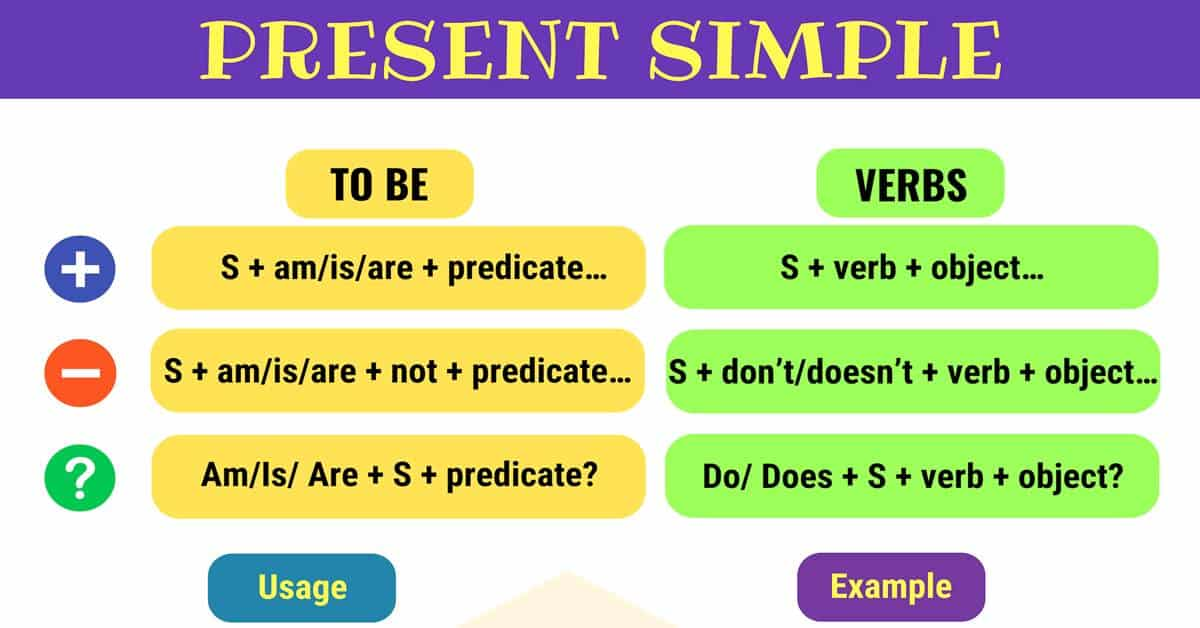 PRESENT SIMPLE
TO BE
VERBS
+
S + am/is/are + predicate…
S + verb + object…
−
S + am/is/are + not + predicate…
S + don’t/doesn’t + verb + object…
?
Am/Is/ Are + S + predicate?
Do/ Does + S + verb + object?
Usage
Example